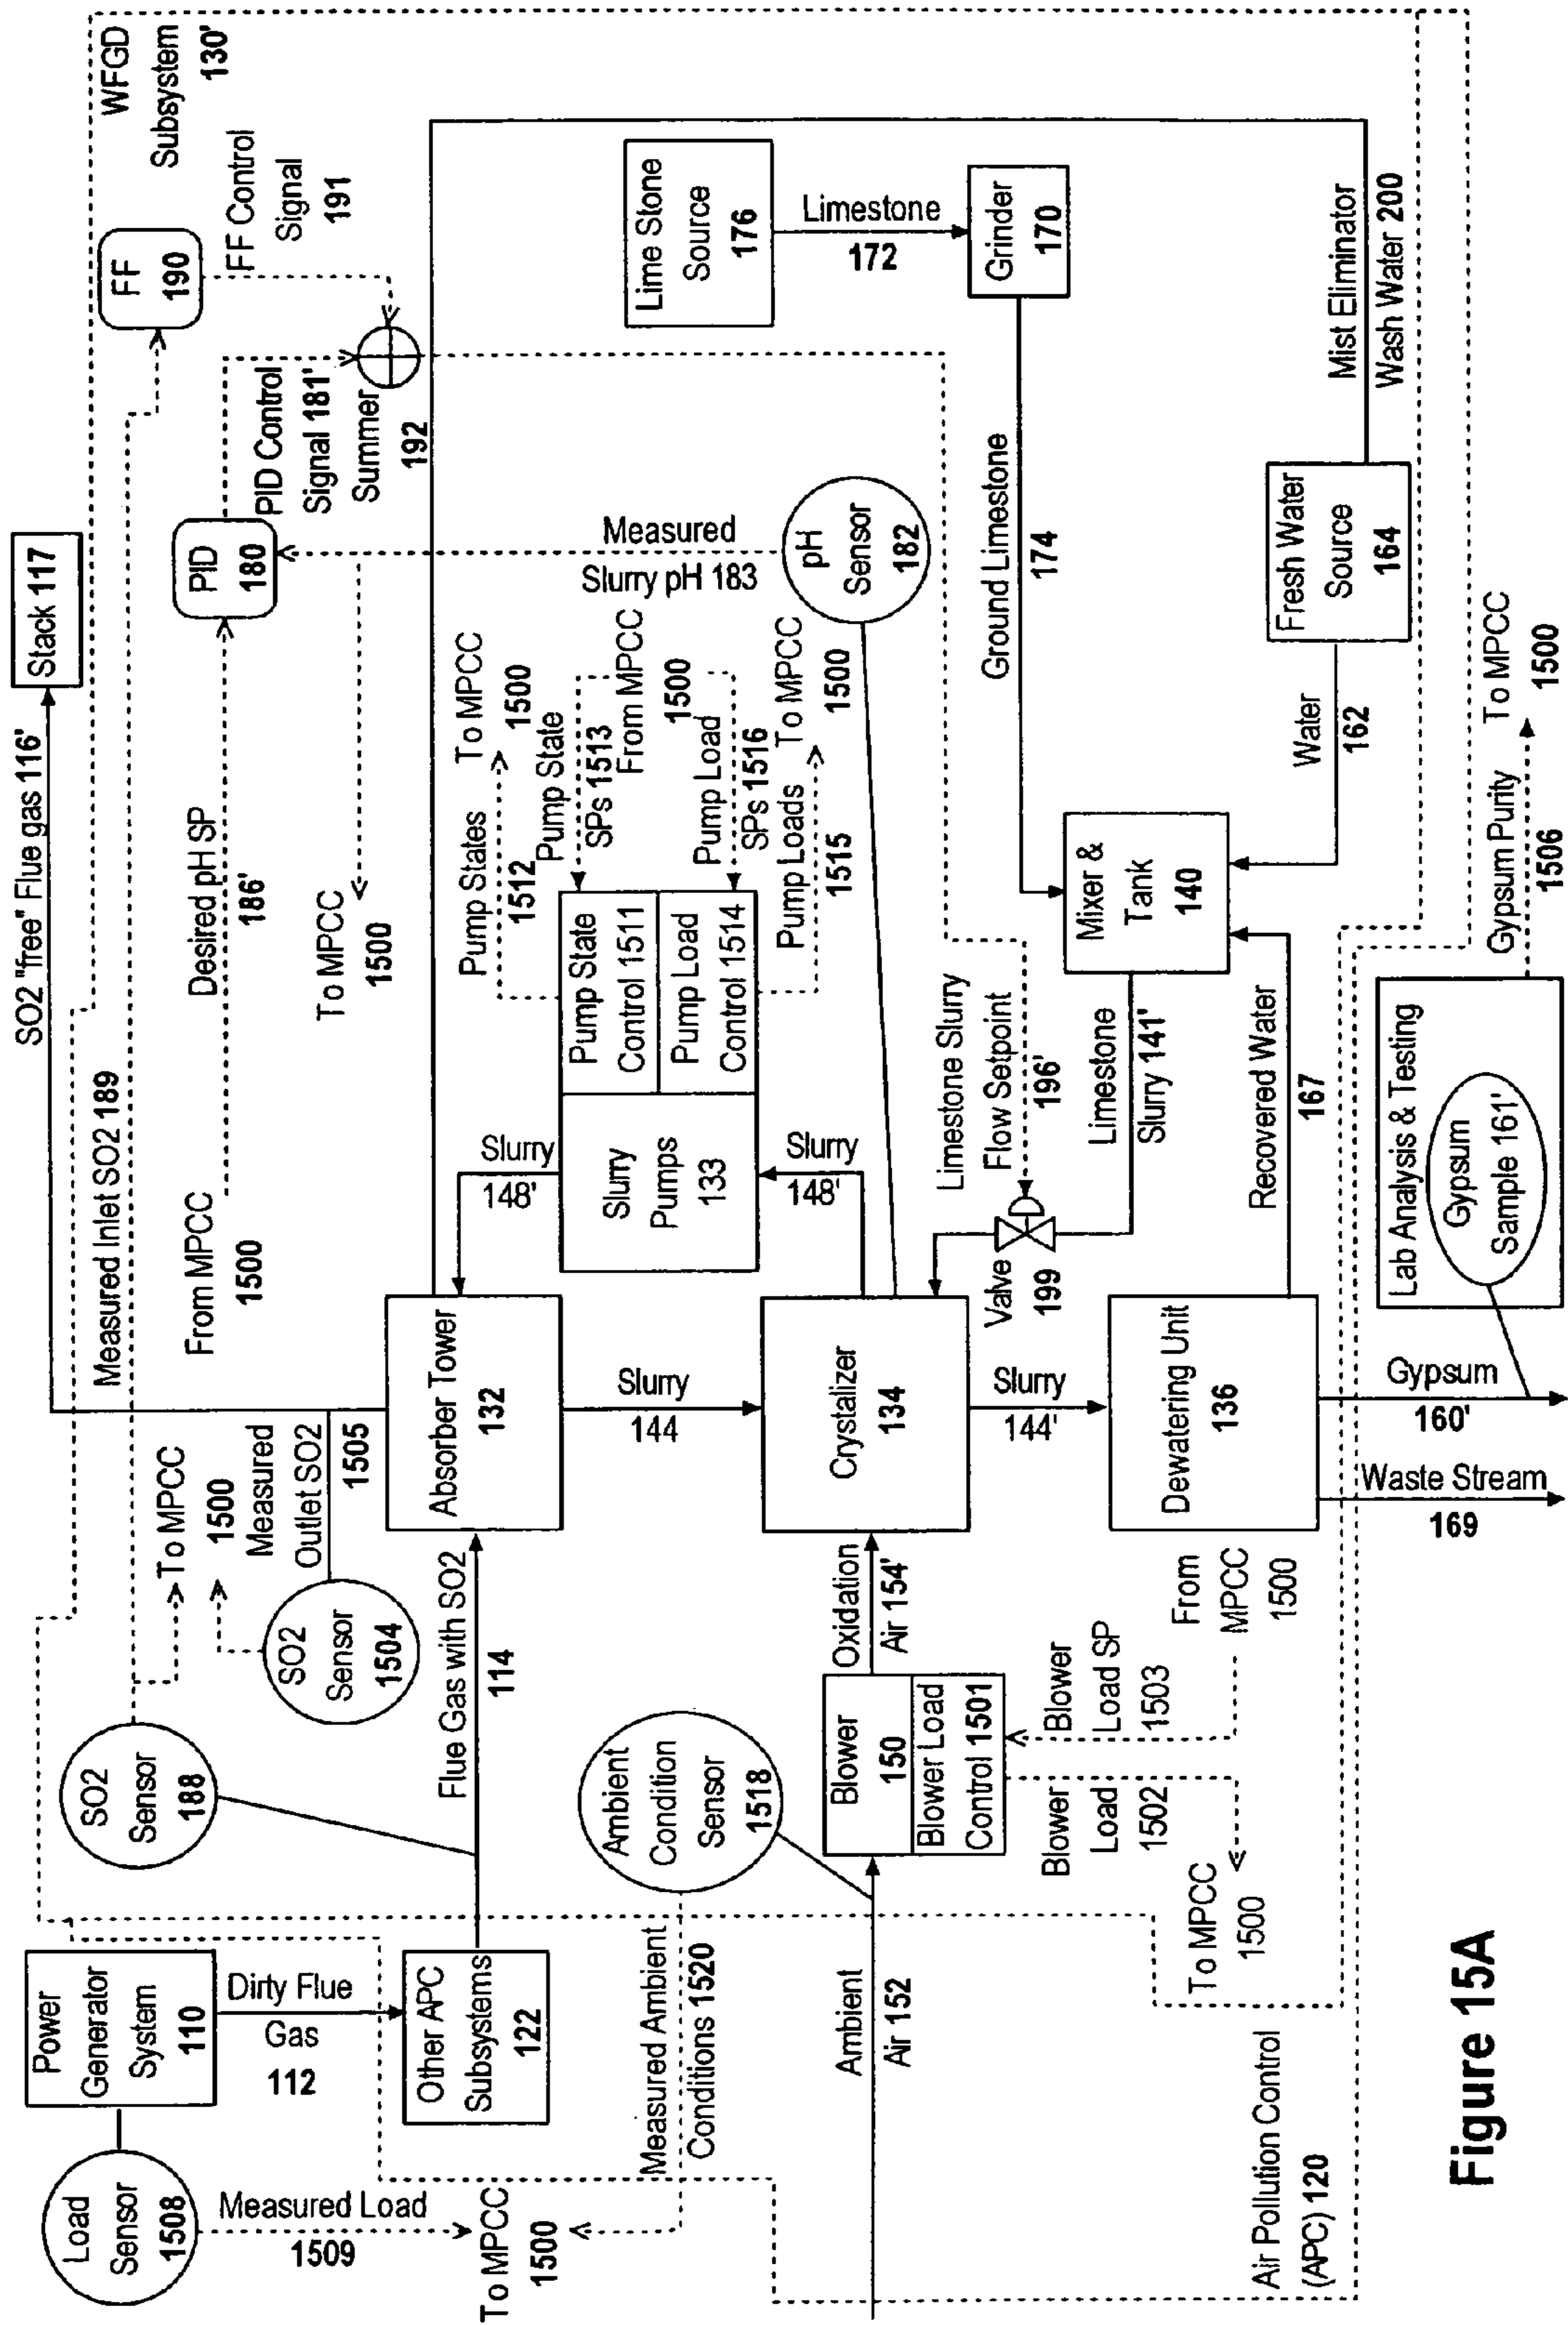 Load
Sensor
1508
Measured Load
1509
To MPCC
1500
Power
Generator
System
110
Dirty Flue
Gas
112
Other APC
Subsystems
122
Measured Ambient
Conditions 1520
Ambient
Air 152
Air Pollution Control
(APC) 120
SO2
Sensor
188
To MPCC
1500
SO2
Sensor
1504
Measured
Outlet SO2
1505
Flue Gas with SO2
114
Ambient
Condition
Sensor
1518
Blower
150
Blower Load
Control 1501
Oxidation
Air 154'
Blower
Load SP
1503
From
MPCC
1500
Blower
Load
1502
To MPCC
1500
SO2 "free" Flue gas 116'
Stack 117
Measured Inlet SO2 189
From MPCC
1500
Desired pH SP
186'
To MPCC
1500
Absorber Tower
132
Slurry
144
Crystalizer
134
Slurry
144'
Dewatering Unit
136
Waste Stream
169
Gypsum
160'
Slurry
148'
Slurry
Pumps
133
Slurry
148'
Pump State
Control 1511
Pump Load
Control 1514
Pump States
1512
To MPCC
1500
Pump State
SPs 1513
From MPCC
1500
Pump Load
SPs 1516
Pump Loads
1515
To MPCC
1500
Valve
199
Limestone Slurry
Flow Setpoint
196'
Limestone
Slurry 141'
Recovered Water
167
Lab Analysis & Testing
Gypsum
Sample 161'
Gypsum Purity
1506
To MPCC
1500
Mixer &
Tank
140
Water
162
Fresh Water
Source
164
Ground Limestone
174
pH
Sensor
182
Measured
Slurry pH 183
PID
180
PID Control
Signal 181'
Summer
192
FF
190
FF Control
Signal
191
WFGD
Subsystem
130'
Lime Stone
Source
176
Limestone
172
Grinder
170
Mist Eliminator
Wash Water 200
Figure 15A